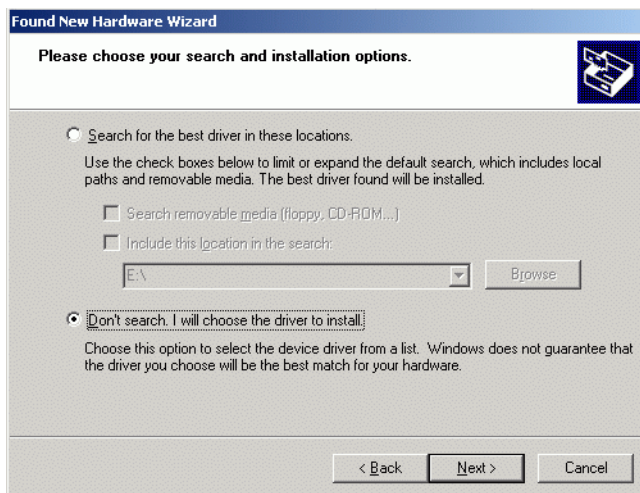 Found New Hardware Wizard
Please choose your search and installation options.
Search for the best driver in these locations.
Use the check boxes below to limit or expand the default search, which includes local
paths and removable media. The best driver found will be installed.
Search removable media (floppy, CD-ROM...)
Include this location in the search:
E:\
Browse
Don't search. I will choose the driver to install.
Choose this option to select the device driver from a list. Windows does not guarantee that
the driver you choose will be the best match for your hardware.
< Back Next > Cancel